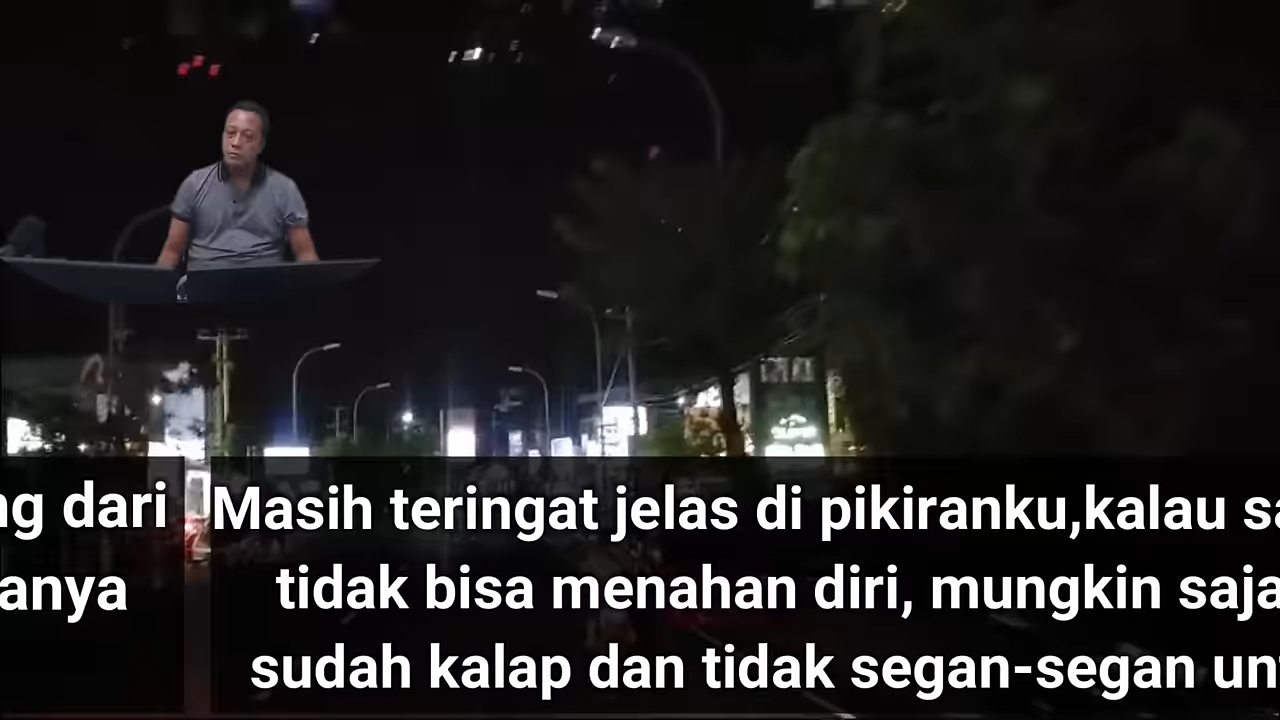 ng dari
anya
Masih teringat jelas di pikiranku,kalau sa
tidak bisa menahan diri, mungkin saja
sudah kalap dan tidak segan-segan un